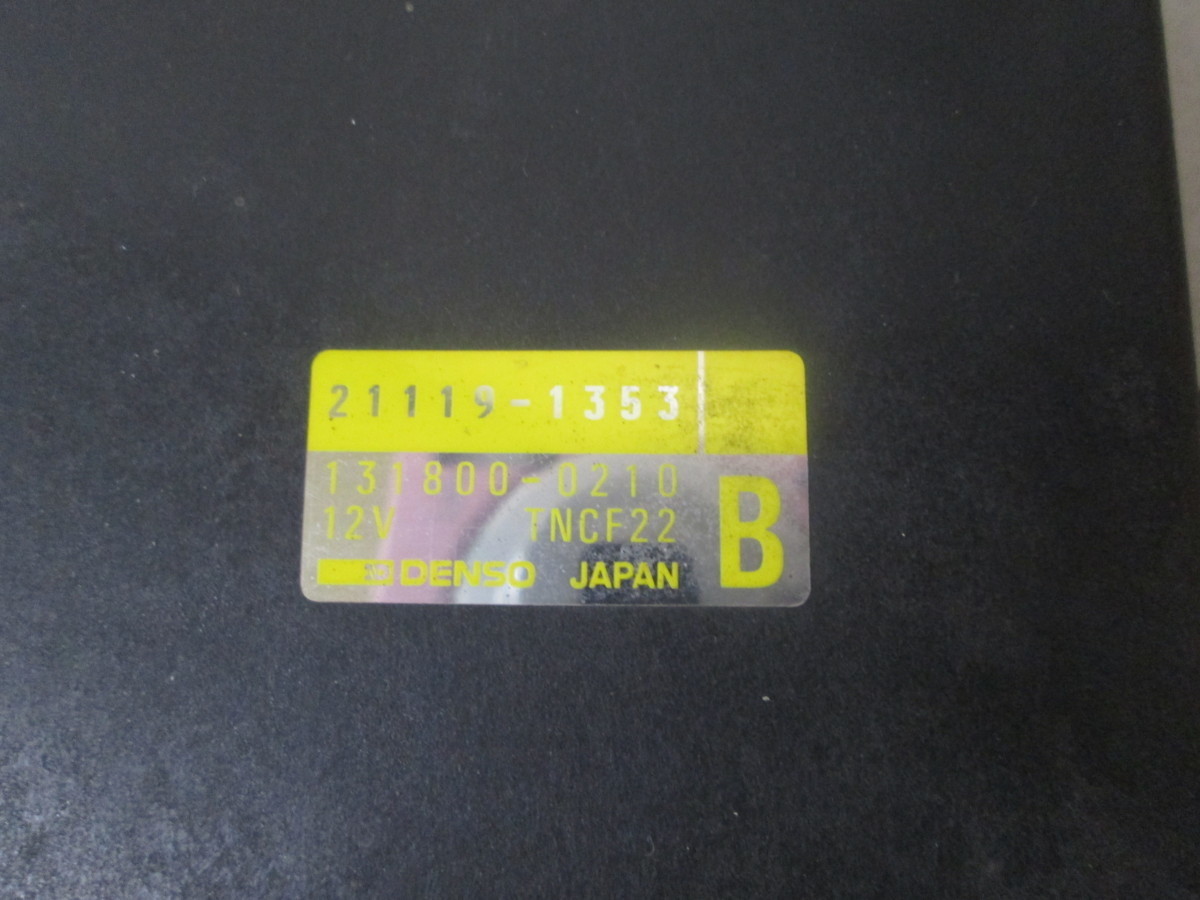 21119-1353
131800-0210
12V TNCF22
DENSO JAPAN
B